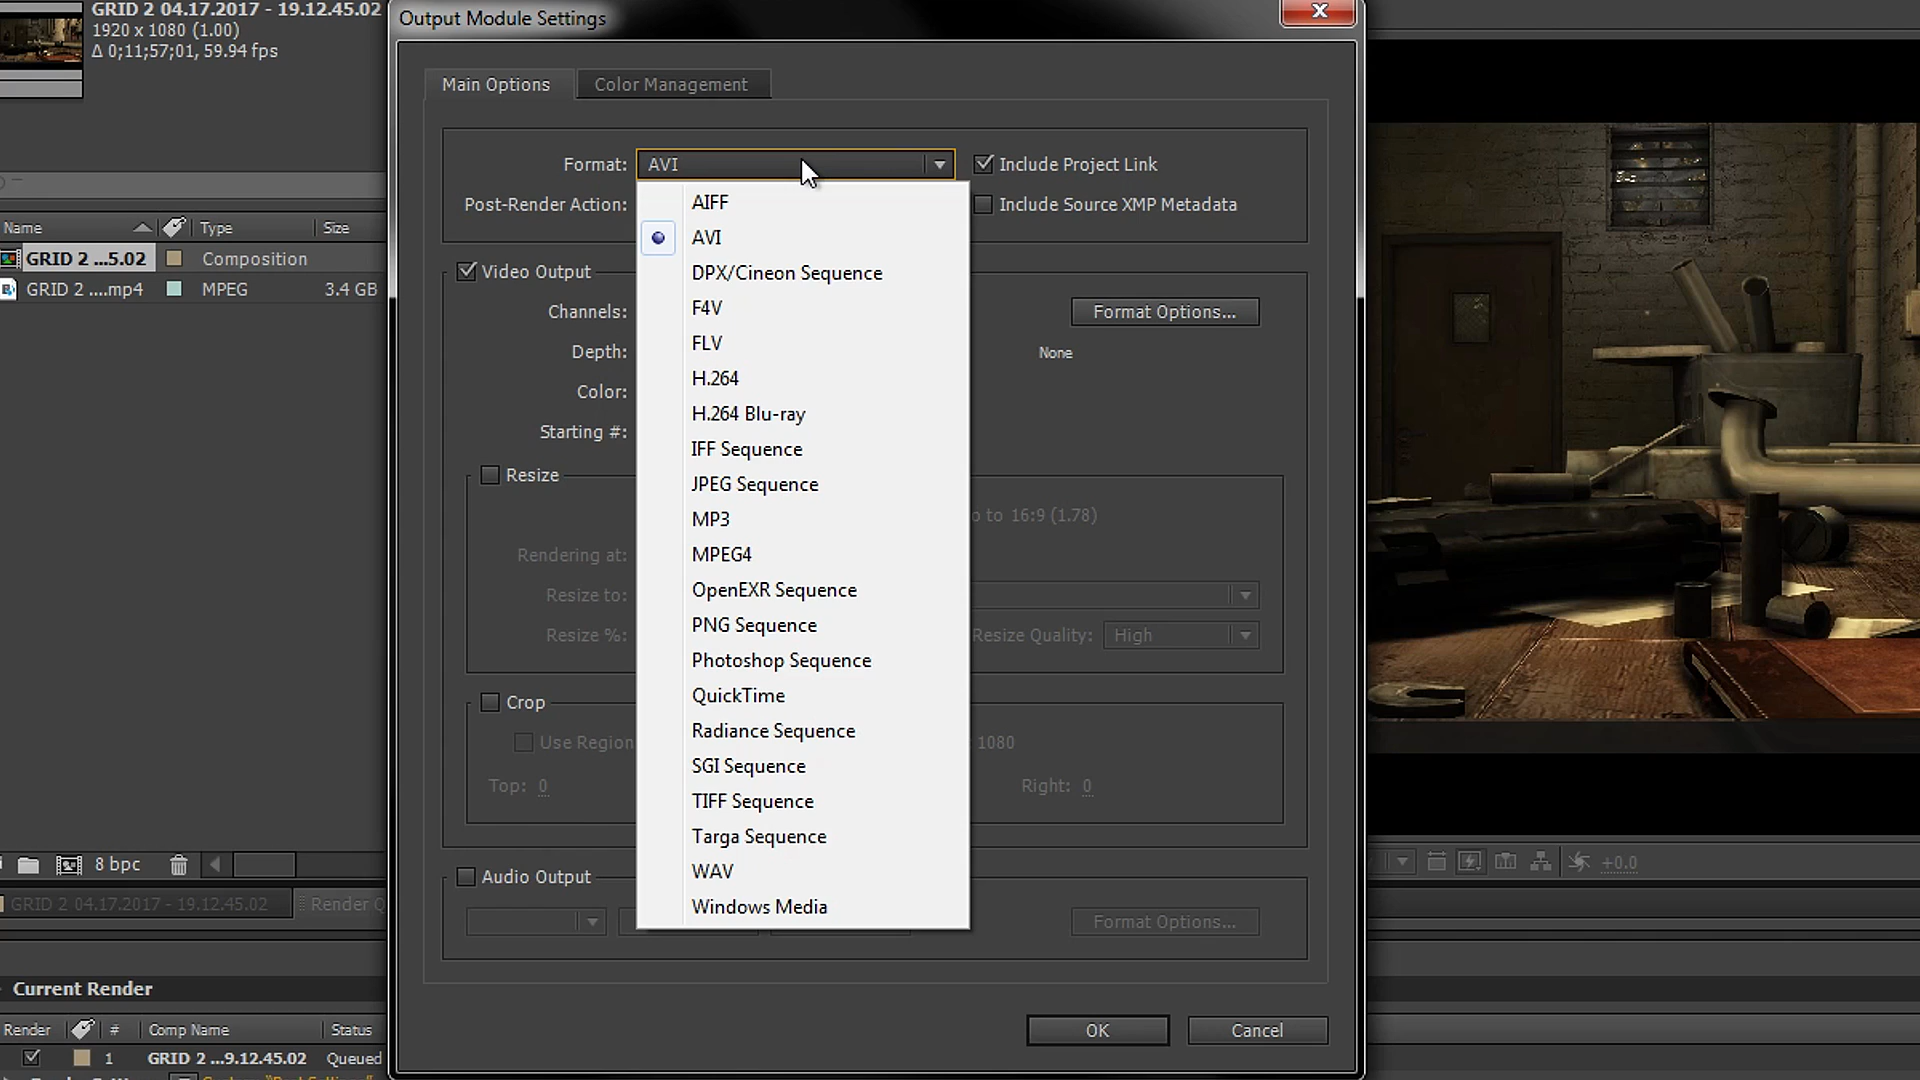 GRID 2 04.17.2017 - 19.12.45.02
1920 x 1080 (1.00)
Δ 0;11;57;01, 59.94 fps
Name
Type
Size
GRID 2 ...5.02
Composition
GRID 2 ....mp4
MPEG
3.4 GB
8 bpc
GRID 2 04.17.2017 - 19.12.45.02
Render Q
Current Render
Render
#
Comp Name
Status
1
GRID 2 ...9.12.45.02
Queued
Output Module Settings
Main Options
Color Management
Format:
AVI
Include Project Link
Post-Render Action:
Include Source XMP Metadata
AIFF
AVI
DPX/Cineon Sequence
F4V
FLV
H.264
H.264 Blu-ray
IFF Sequence
JPEG Sequence
MP3
MPEG4
OpenEXR Sequence
PNG Sequence
Photoshop Sequence
QuickTime
Radiance Sequence
SGI Sequence
TIFF Sequence
Targa Sequence
WAV
Windows Media
Video Output
Channels:
Format Options...
Depth:
None
Color:
Starting #:
Resize
o to 16:9 (1.78)
Rendering at:
Resize to:
Resize %:
Resize Quality:
High
Crop
Use Region
1080
Top: 0
Right: 0
Audio Output
Format Options...
OK
Cancel
+0.0